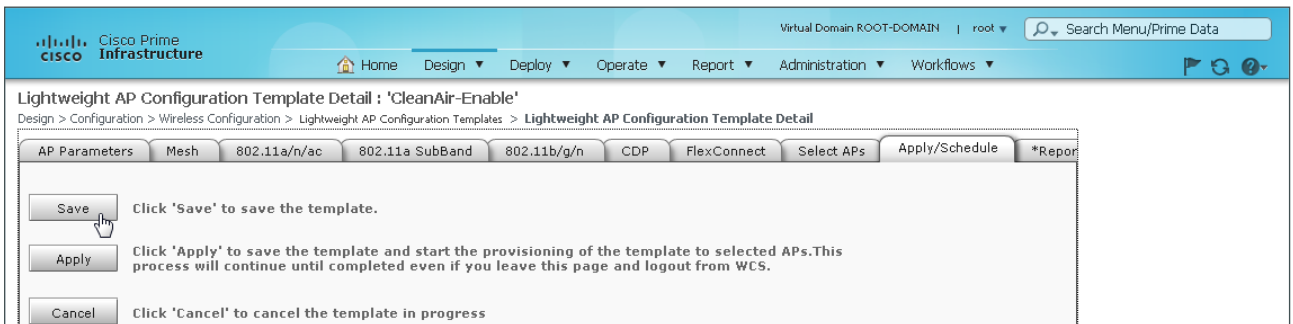 Virtual Domain ROOT-DOMAIN | root ▼ Search Menu/Prime Data
Cisco Prime
CISCO Infrastructure
Home Design ▼ Deploy ▼ Operate ▼ Report ▼ Administration ▼ Workflows ▼
Lightweight AP Configuration Template Detail : 'CleanAir-Enable'
Design > Configuration > Wireless Configuration > Lightweight AP Configuration Templates > Lightweight AP Configuration Template Detail
AP Parameters Mesh 802.11a/n/ac 802.11a SubBand 802.11b/g/n CDP FlexConnect Select APs Apply/Schedule *Repor
Save Click 'Save' to save the template.
Apply Click 'Apply' to save the template and start the provisioning of the template to selected APs.This
process will continue until completed even if you leave this page and logout from WCS.
Cancel Click 'Cancel' to cancel the template in progress